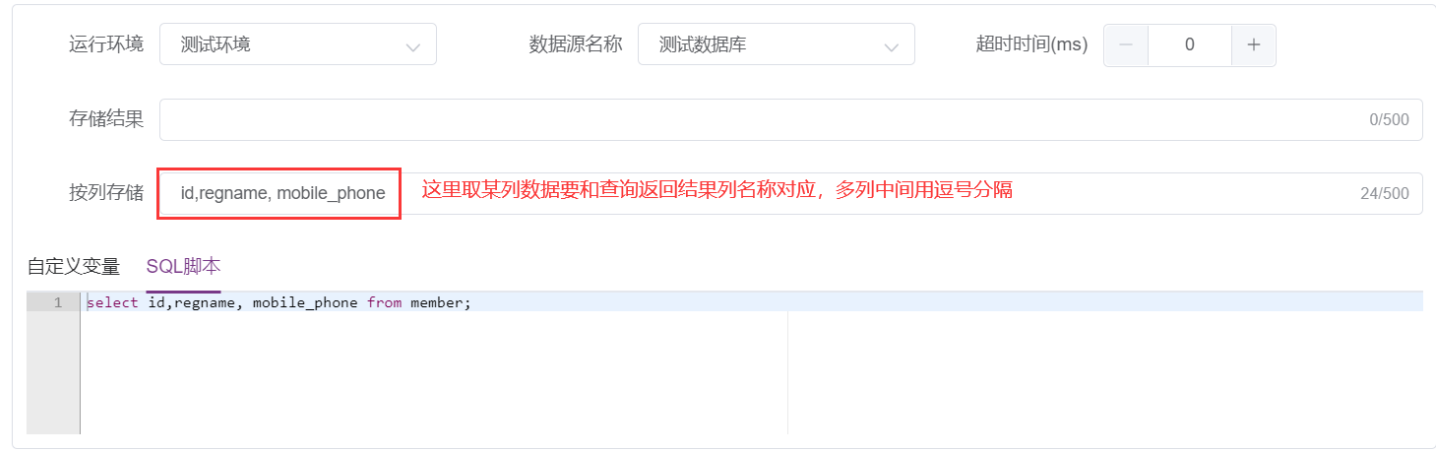 运行环境 测试环境 数据源名称 测试数据库 超时时间(ms) － 0 +
存储结果 0/500
按列存储 id,regname, mobile_phone 这里取某列数据要和查询返回结果列名称对应，多列中间用逗号分隔 24/500
自定义变量 SQL脚本
1 select id,regname, mobile_phone from member;